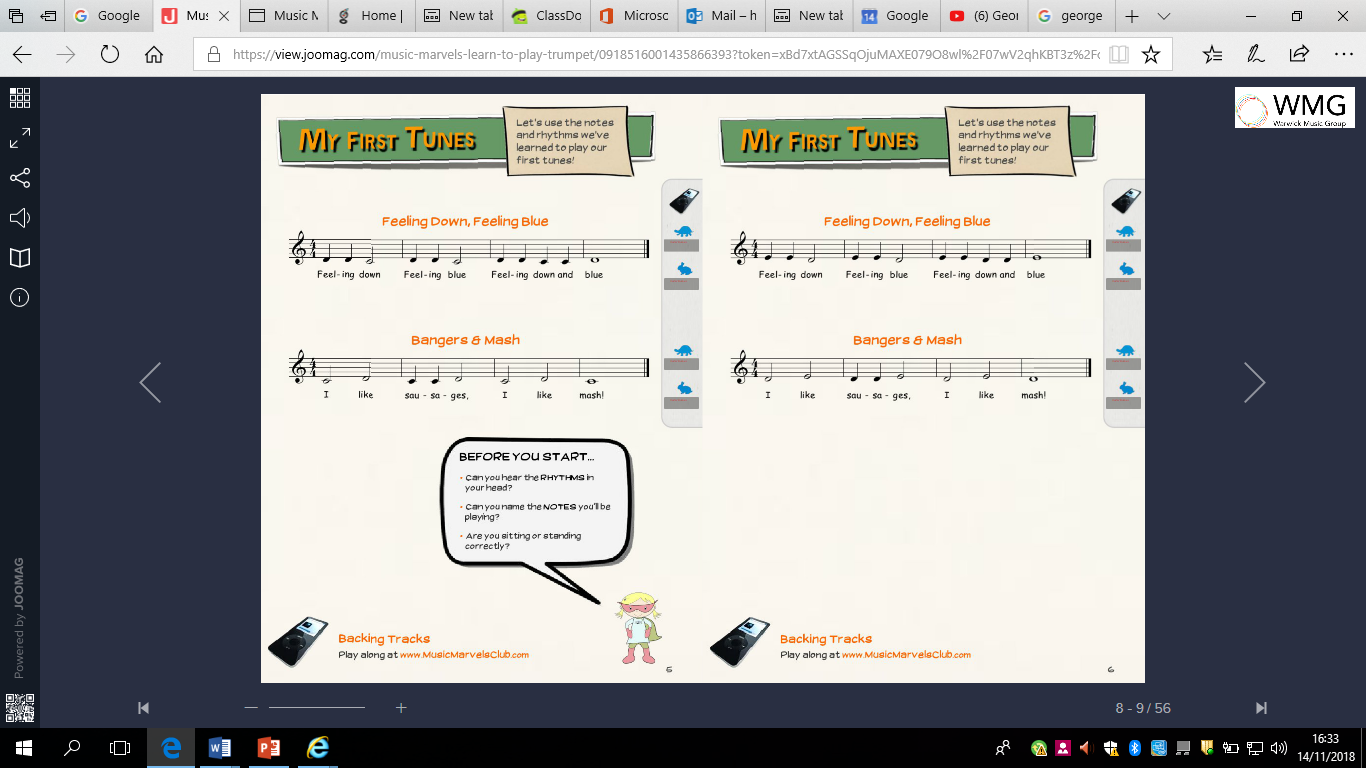 Google
Mus
Music M
Home |
New tab
ClassDo
Microsc
Mail – h
New tab
Google
(6) Geor
george
https://view.joomag.com/music-marvels-learn-to-play-trumpet/0918516001435866393?token=xBd7xtAGSSqOjuMAXE079O8wl%2F07wV2qhKBT3z%2Fc
WMG
Warwick Music Group
My First Tunes
Let's use the notes
and rhythms we've
learned to play our
first tunes!
Feeling Down, Feeling Blue
Feel-ing down Feel-ing blue Feel-ing down and blue
Bangers & Mash
I like sau - sa - ges, I like mash!
BEFORE YOU START...
• Can you hear the RHYTHMS in
your head?
• Can you name the NOTES you'll be
playing?
• Are you sitting or standing
correctly?
Backing Tracks
Play along at www.MusicMarvelsClub.com
5
My First Tunes
Let's use the notes
and rhythms we've
learned to play our
first tunes!
Feeling Down, Feeling Blue
Feel-ing down Feel-ing blue Feel-ing down and blue
Bangers & Mash
I like sau - sa - ges, I like mash!
Backing Tracks
Play along at www.MusicMarvelsClub.com
6
Powered by JOOMAG
8 - 9 / 56
16:33
14/11/2018